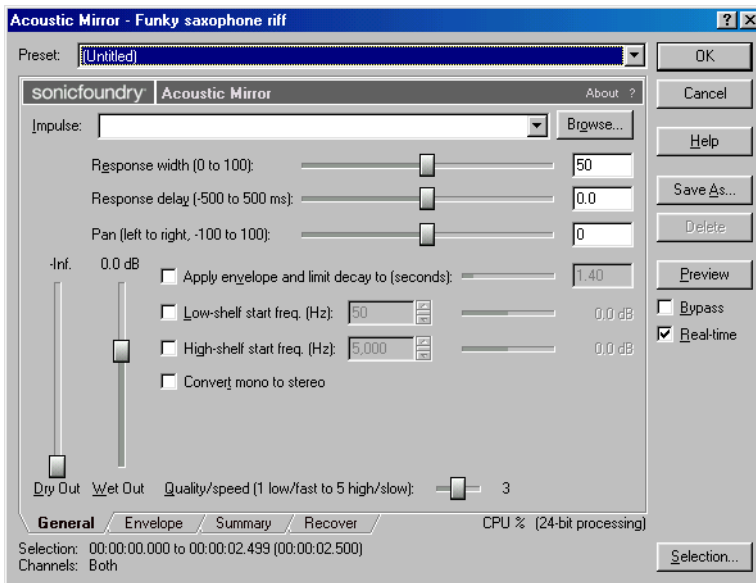 Acoustic Mirror - Funky saxophone riff
Preset: (Untitled)
OK
sonicfoundry Acoustic Mirror About ?
Cancel
Impulse: Browse...
Help
Response width (0 to 100): 50
Response delay (-500 to 500 ms): 0.0
Save As...
Pan (left to right, -100 to 100): 0
Delete
-Inf. 0.0 dB
Apply envelope and limit decay to (seconds): 1.40
Preview
Low-shelf start freq. (Hz): 50 0.0 dB
Bypass
High-shelf start freq. (Hz): 5,000 0.0 dB
Real-time
Convert mono to stereo
Dry Out Wet Out Quality/speed (1 low/fast to 5 high/slow): 3
General Envelope Summary Recover CPU % (24-bit processing)
Selection: 00:00:00.000 to 00:00:02.499 (00:00:02.500)
Channels: Both
Selection...